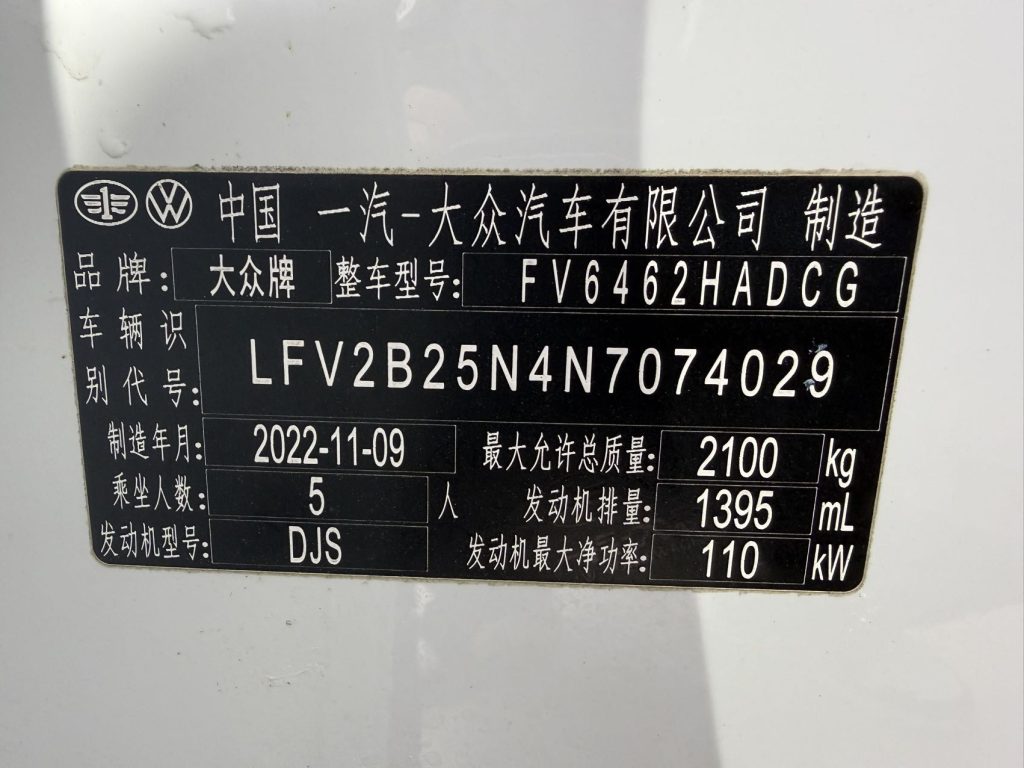 中国 一汽-大众汽车有限公司 制造
品牌: 大众牌 整车型号: FV6462HADCG
车辆识别代号: LFV2B25N4N7074029
制造年月: 2022-11-09 最大允许总质量: 2100 kg
乘坐人数: 5 人 发动机排量: 1395 mL
发动机型号: DJS 发动机最大净功率: 110 kW